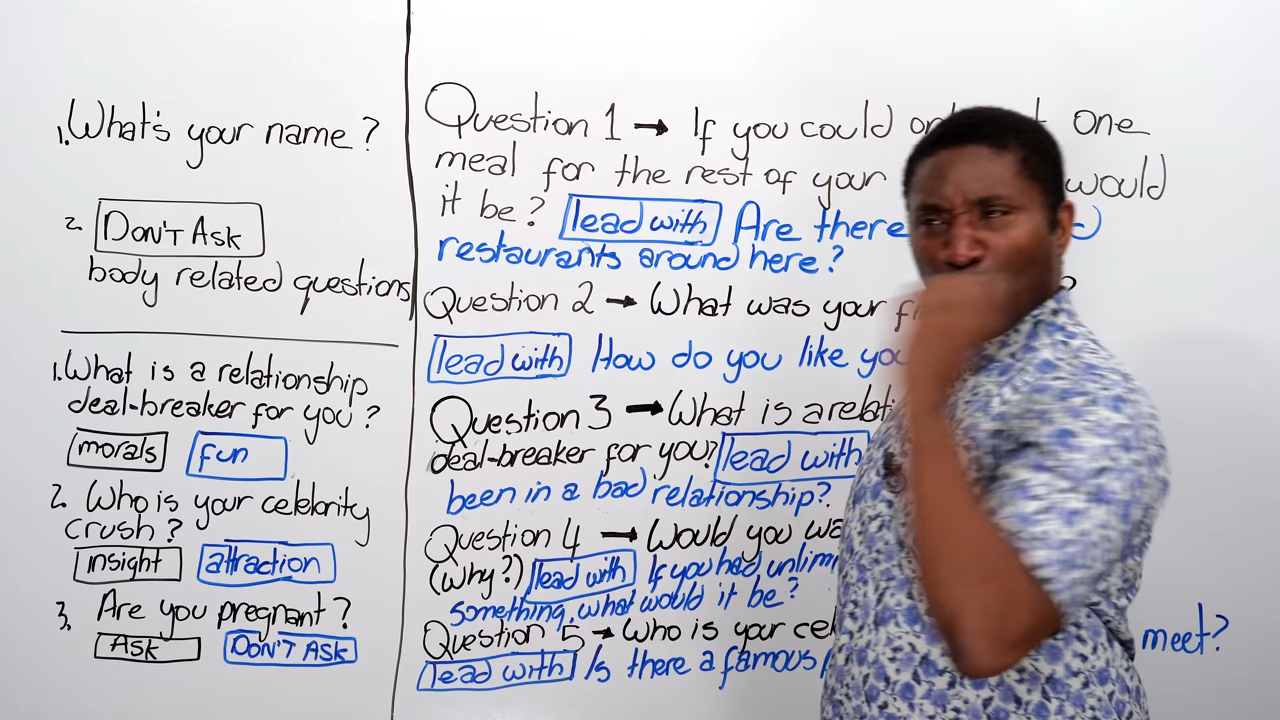 1. What's your name?
2. DON'T ASK
body related questions
1. What is a relationship
deal-breaker for you?
morals fun
2. Who is your celebrity
crush?
insight attraction
3. Are you pregnant?
ASK DON'T ASK
Question 1 → If you could one
meal for the rest of your would
it be? lead with Are there
restaurants around here?
Question 2 → What was your ?
lead with How do you like
Question 3 → What is a
deal-breaker for you? lead with
been in a bad relationship?
Question 4 → Would you
(Why?) lead with If you had
something, what would it be?
Question 5 → Who is your
lead with Is there a famous meet?